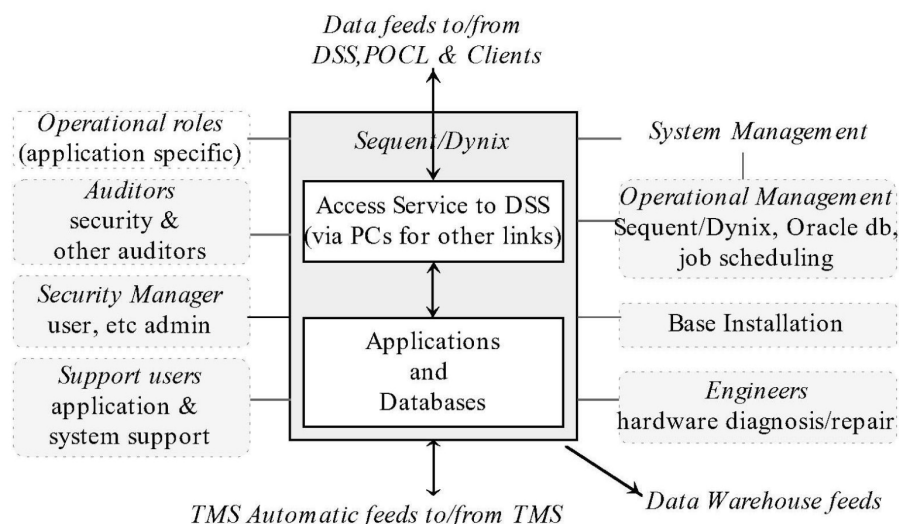 Data feeds to/from
DSS,POCL & Clients
Operational roles
(application specific)
Auditors
security &
other auditors
Security Manager
user, etc admin
Support users
application &
system support
Sequent/Dynix
Access Service to DSS
(via PCs for other links)
Applications
and
Databases
System Management
Operational Management
Sequent/Dynix, Oracle db,
job scheduling
Base Installation
Engineers
hardware diagnosis/repair
TMS Automatic feeds to/from TMS
Data Warehouse feeds